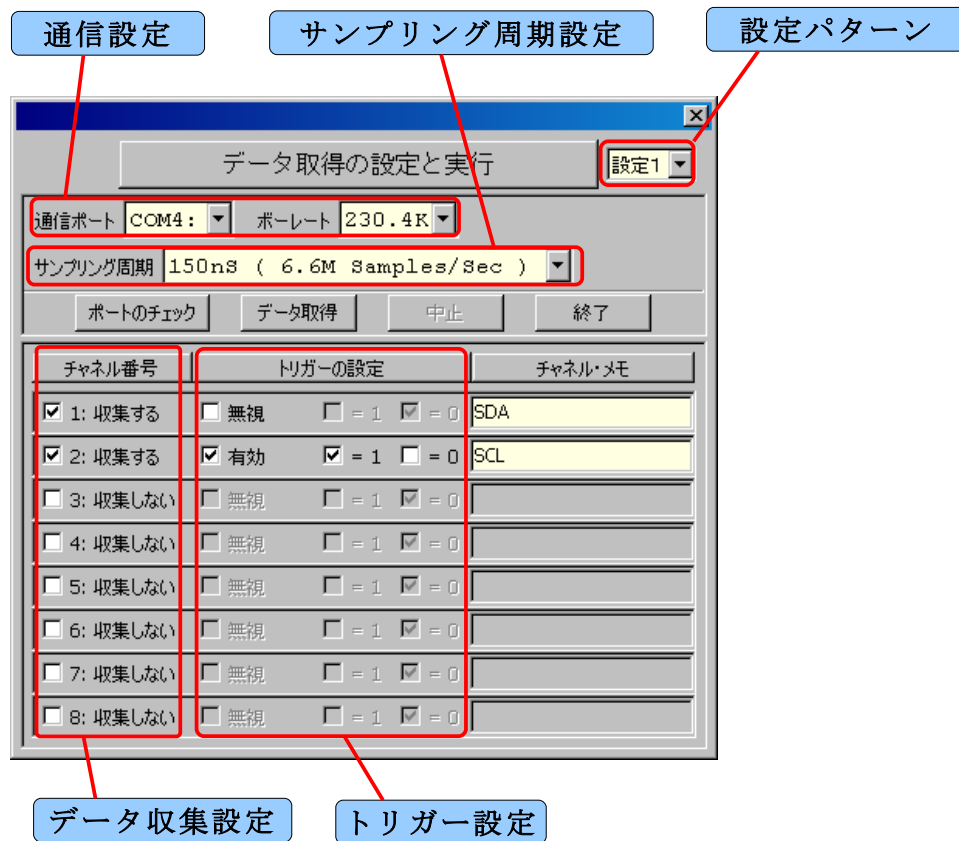 通信設定 サンプリング周期設定 設定パターン
データ取得の設定と実行 設定1
通信ポート COM4: ボーレート 230.4K
サンプリング周期 150nS ( 6.6M Samples/Sec )
ポートのチェック データ取得 中止 終了
チャネル番号 トリガーの設定 チャネル・メモ
1: 収集する 無視 = 1 = 0 SDA
2: 収集する 有効 = 1 = 0 SCL
3: 収集しない 無視 = 1 = 0
4: 収集しない 無視 = 1 = 0
5: 収集しない 無視 = 1 = 0
6: 収集しない 無視 = 1 = 0
7: 収集しない 無視 = 1 = 0
8: 収集しない 無視 = 1 = 0
データ収集設定 トリガー設定